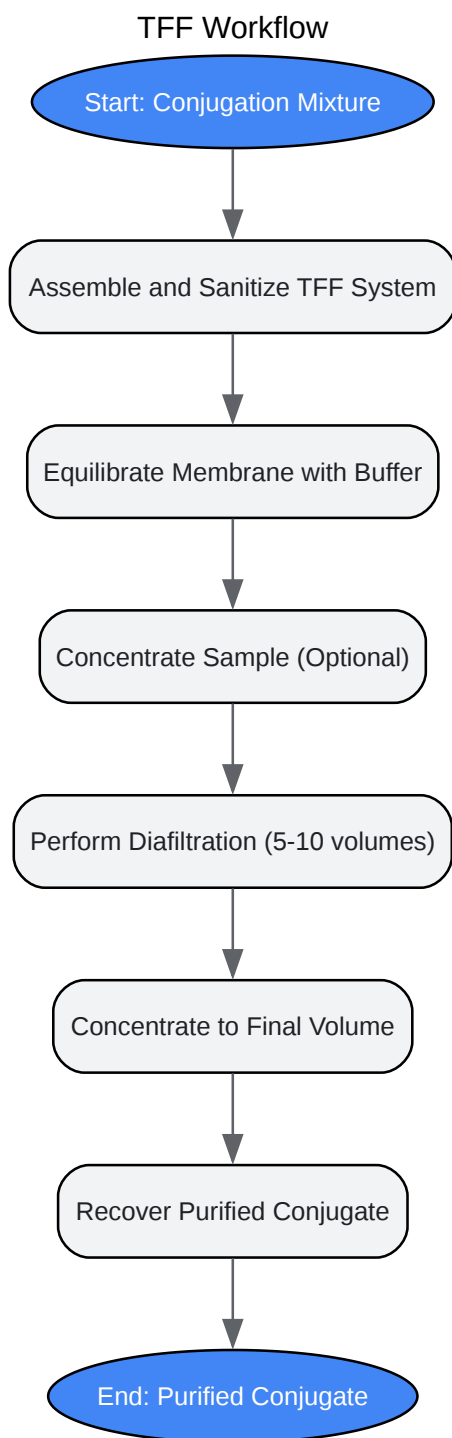 TFF Workflow
Start: Conjugation Mixture
Assemble and Sanitize TFF System
Equilibrate Membrane with Buffer
Concentrate Sample (Optional)
Perform Diafiltration (5-10 volumes)
Concentrate to Final Volume
Recover Purified Conjugate
End: Purified Conjugate